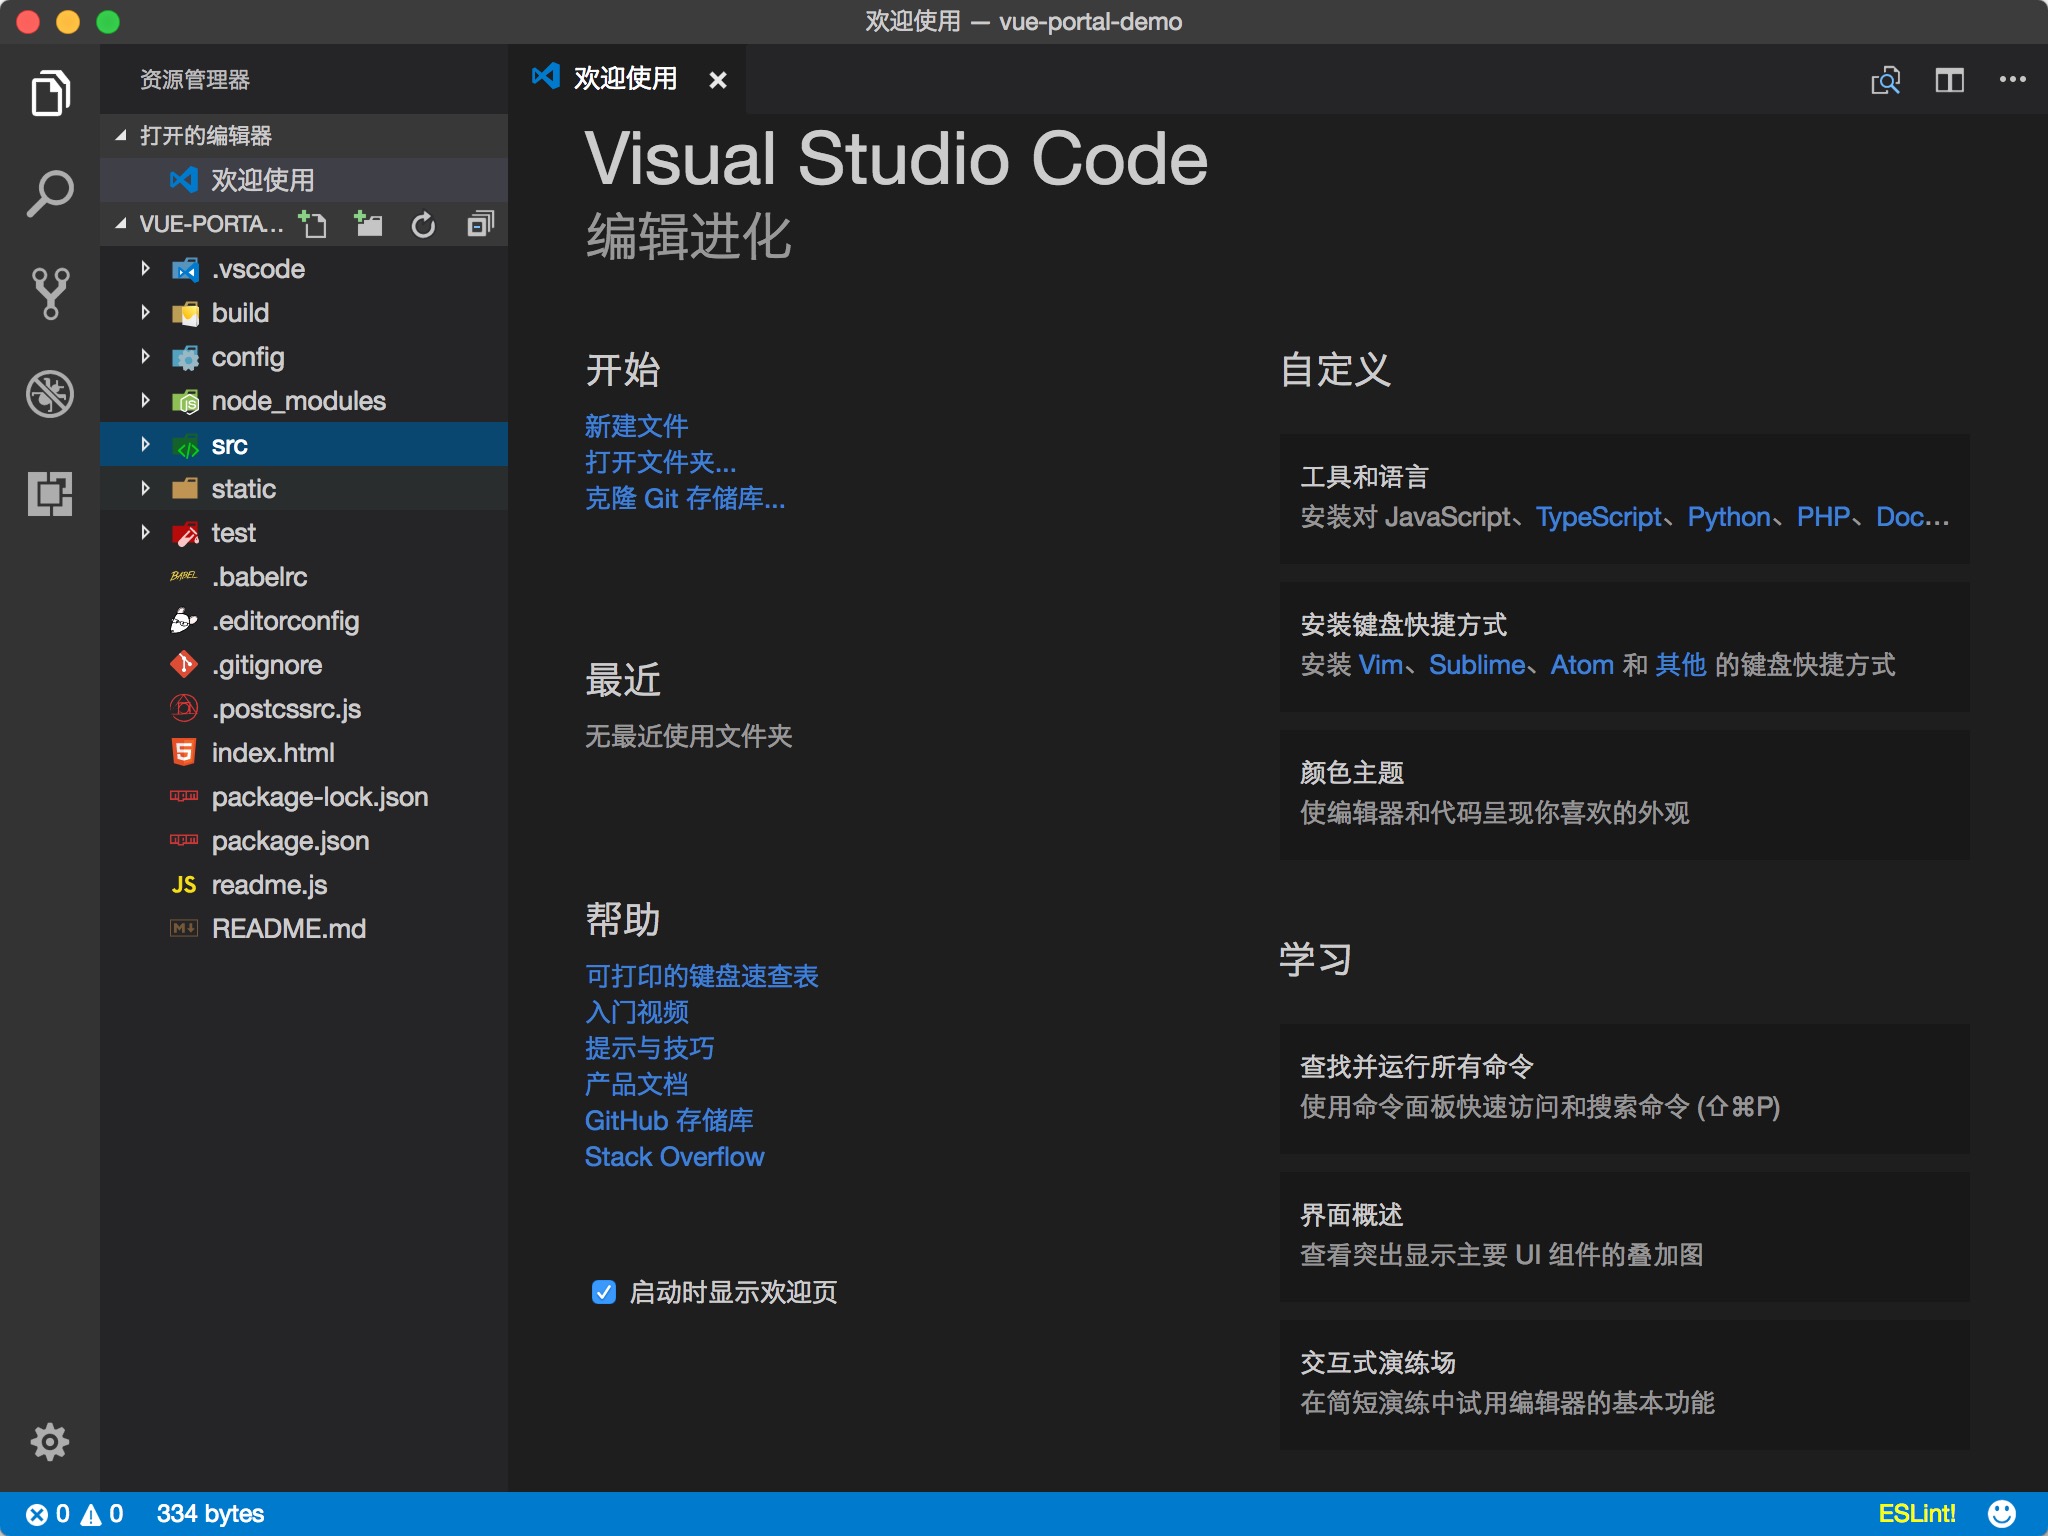 欢迎使用 — vue-portal-demo
资源管理器
打开的编辑器
欢迎使用
VUE-PORTA...
.vscode
build
config
node_modules
src
static
test
BABEL .babelrc
.editorconfig
.gitignore
.postcssrc.js
index.html
package-lock.json
package.json
JS readme.js
M README.md
欢迎使用
Visual Studio Code
编辑进化
开始
新建文件
打开文件夹...
克隆 Git 存储库...
最近
无最近使用文件夹
帮助
可打印的键盘速查表
入门视频
提示与技巧
产品文档
GitHub 存储库
Stack Overflow
启动时显示欢迎页
自定义
工具和语言
安装对 JavaScript、TypeScript、Python、PHP、Doc...
安装键盘快捷方式
安装 Vim、Sublime、Atom 和 其他 的键盘快捷方式
颜色主题
使编辑器和代码呈现你喜欢的外观
学习
查找并运行所有命令
使用命令面板快速访问和搜索命令 (⇧⌘P)
界面概述
查看突出显示主要 UI 组件的叠加图
交互式演练场
在简短演练中试用编辑器的基本功能
0 0 334 bytes
ESLint!